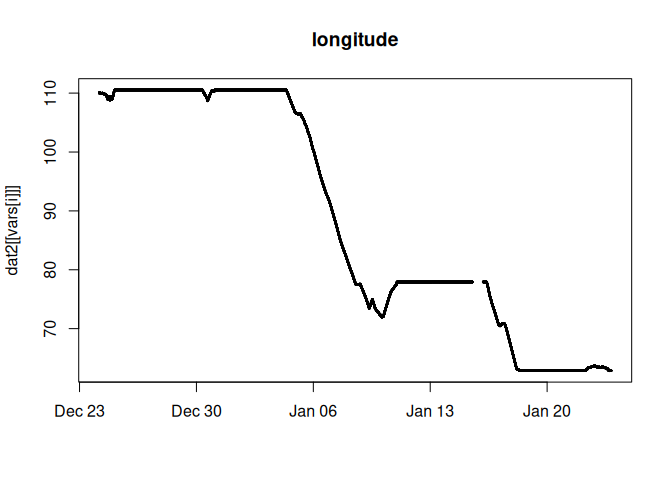 longitude
dat2[[vars[i]]]
110
100
90
80
70
Dec 23
Dec 30
Jan 06
Jan 13
Jan 20